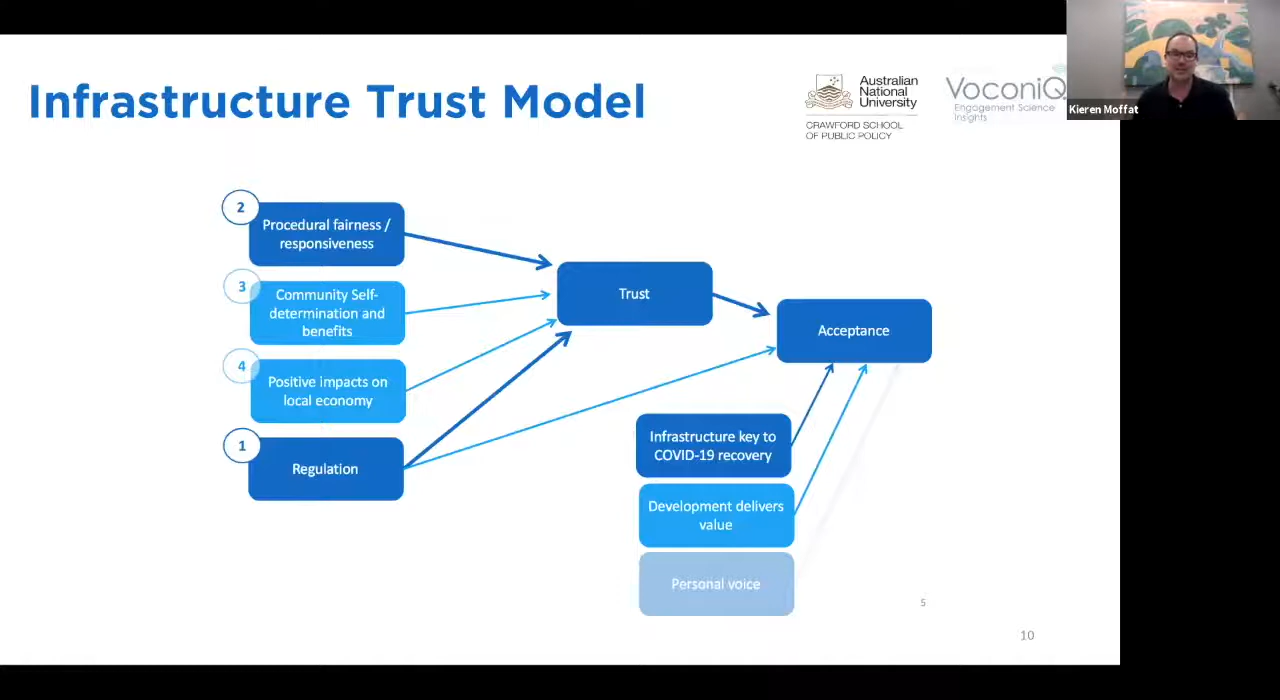 Infrastructure Trust Model
Australian
National
University
CRAWFORD SCHOOL
OF PUBLIC POLICY
VoconiQ
Engagement Science
Insights
Kieren Moffat
2
Procedural fairness /
responsiveness
3
Community Self-
determination and
benefits
4
Positive impacts on
local economy
1
Regulation
Trust
Acceptance
Infrastructure key to
COVID-19 recovery
Development delivers
value
Personal voice
5
10